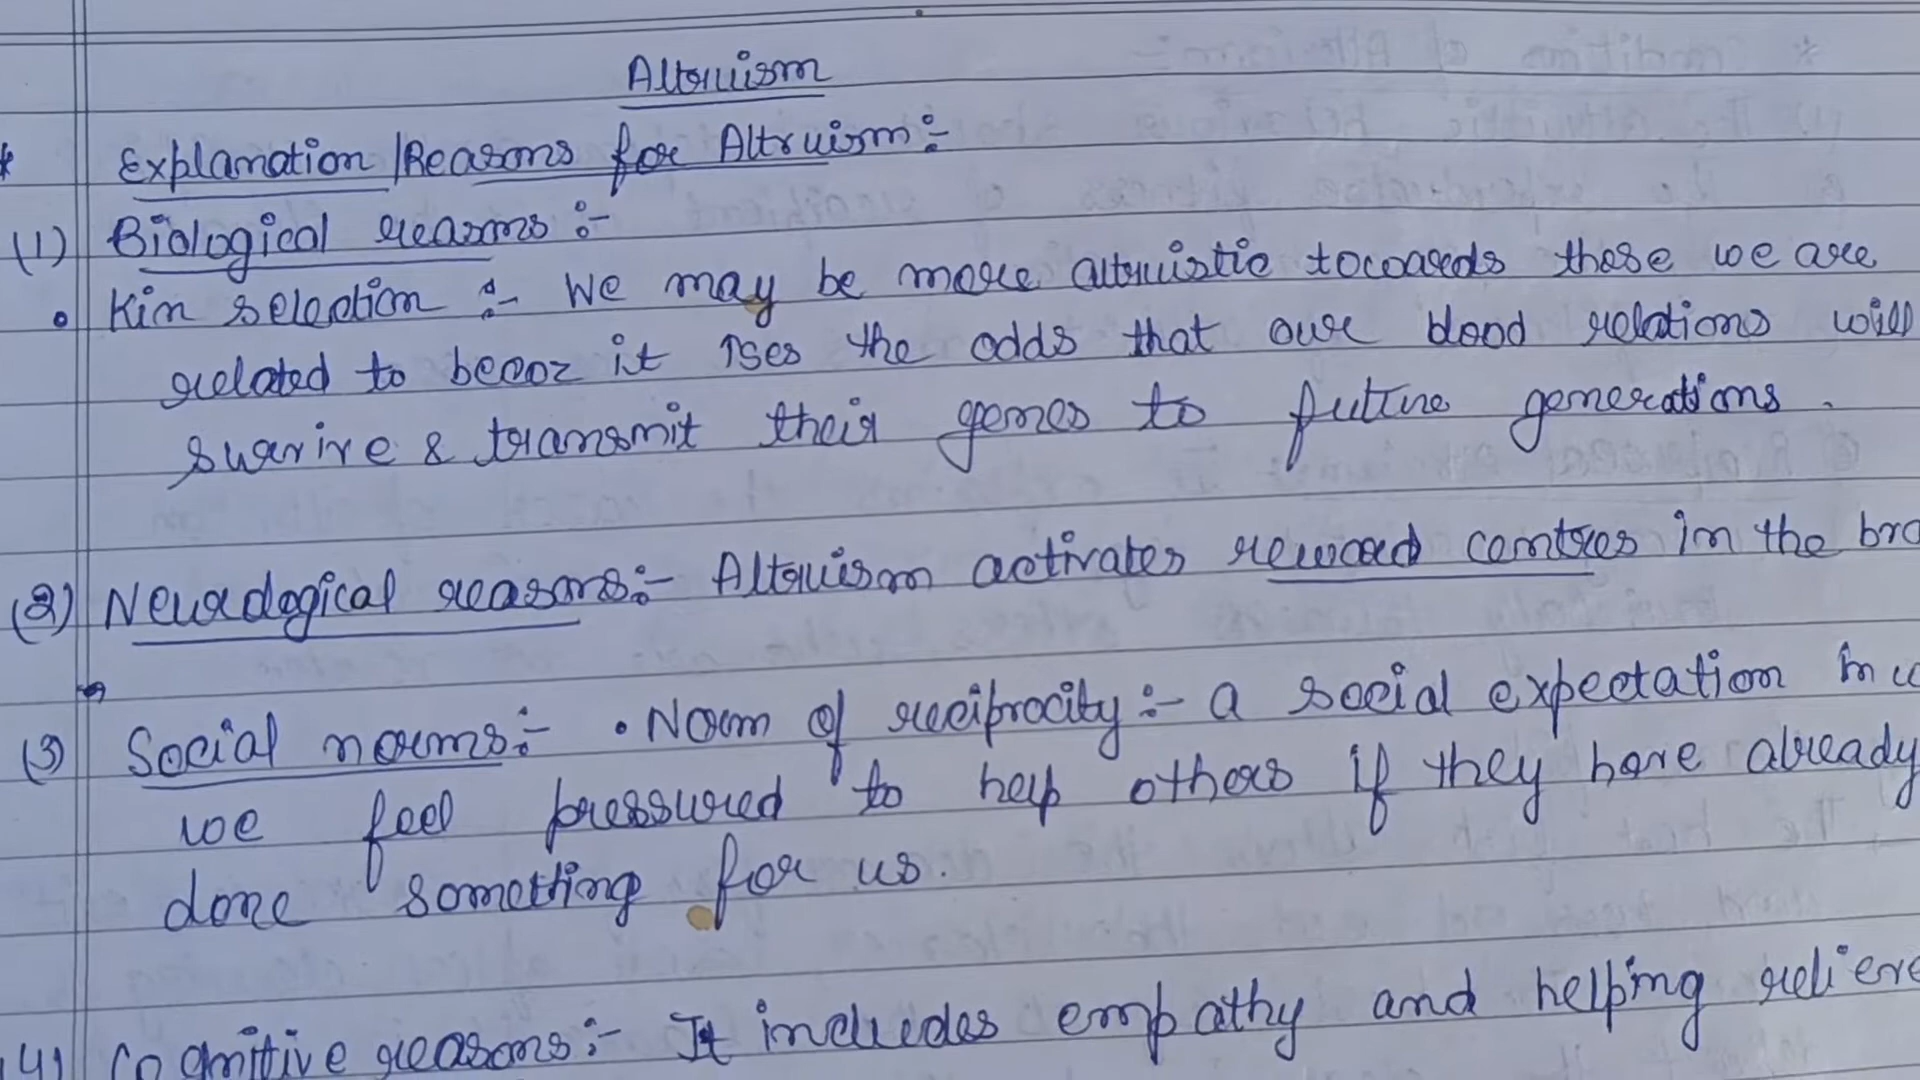 Altruism
* Explanation/Reasons for Altruism:-
(1) Biological reasons:-
• Kin selection :- We may be more altruistic towards those we are
related to becoz it ↑ses the odds that our blood relations will
survive & transmit their genes to future generations.
(2) Neurological reasons:- Altruism activates reward centres in the bra
(3) Social norms:- • Norm of reciprocity:- a social expectation in w
we feel pressured to help others if they have already
done something for us.
(4) Cognitive reasons:- It includes empathy and helping relieve